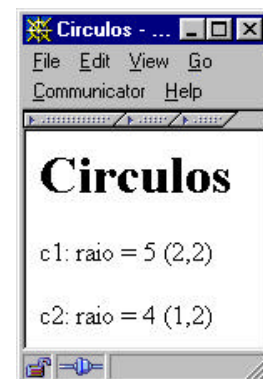 Circulos - ...
File Edit View Go
Communicator Help
Circulos
c1: raio = 5 (2,2)
c2: raio = 4 (1,2)